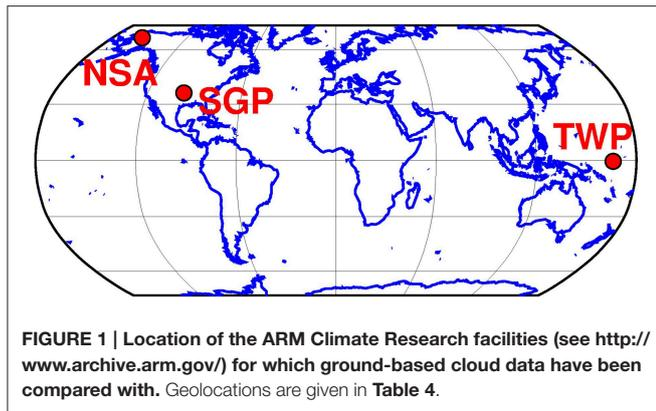 NSA
SGP
TWP
FIGURE 1 | Location of the ARM Climate Research facilities (see http://
www.archive.arm.gov/) for which ground-based cloud data have been
compared with. Geolocations are given in Table 4.